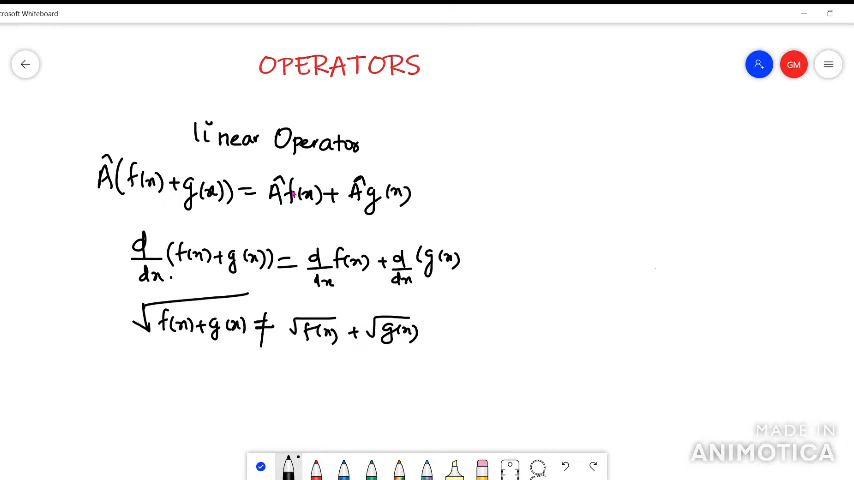 crosoft Whiteboard
OPERATORS
GM
linear Operator
Â(f(x)+g(x)) = Âf(x)+ Âg(x)
d/dx.(f(x)+g(x)) = d/dx f(x) + d/dx (g(x)
√f(x)+g(x) ≠ √f(x) + √g(x)
MADE IN
ANIMOTICA